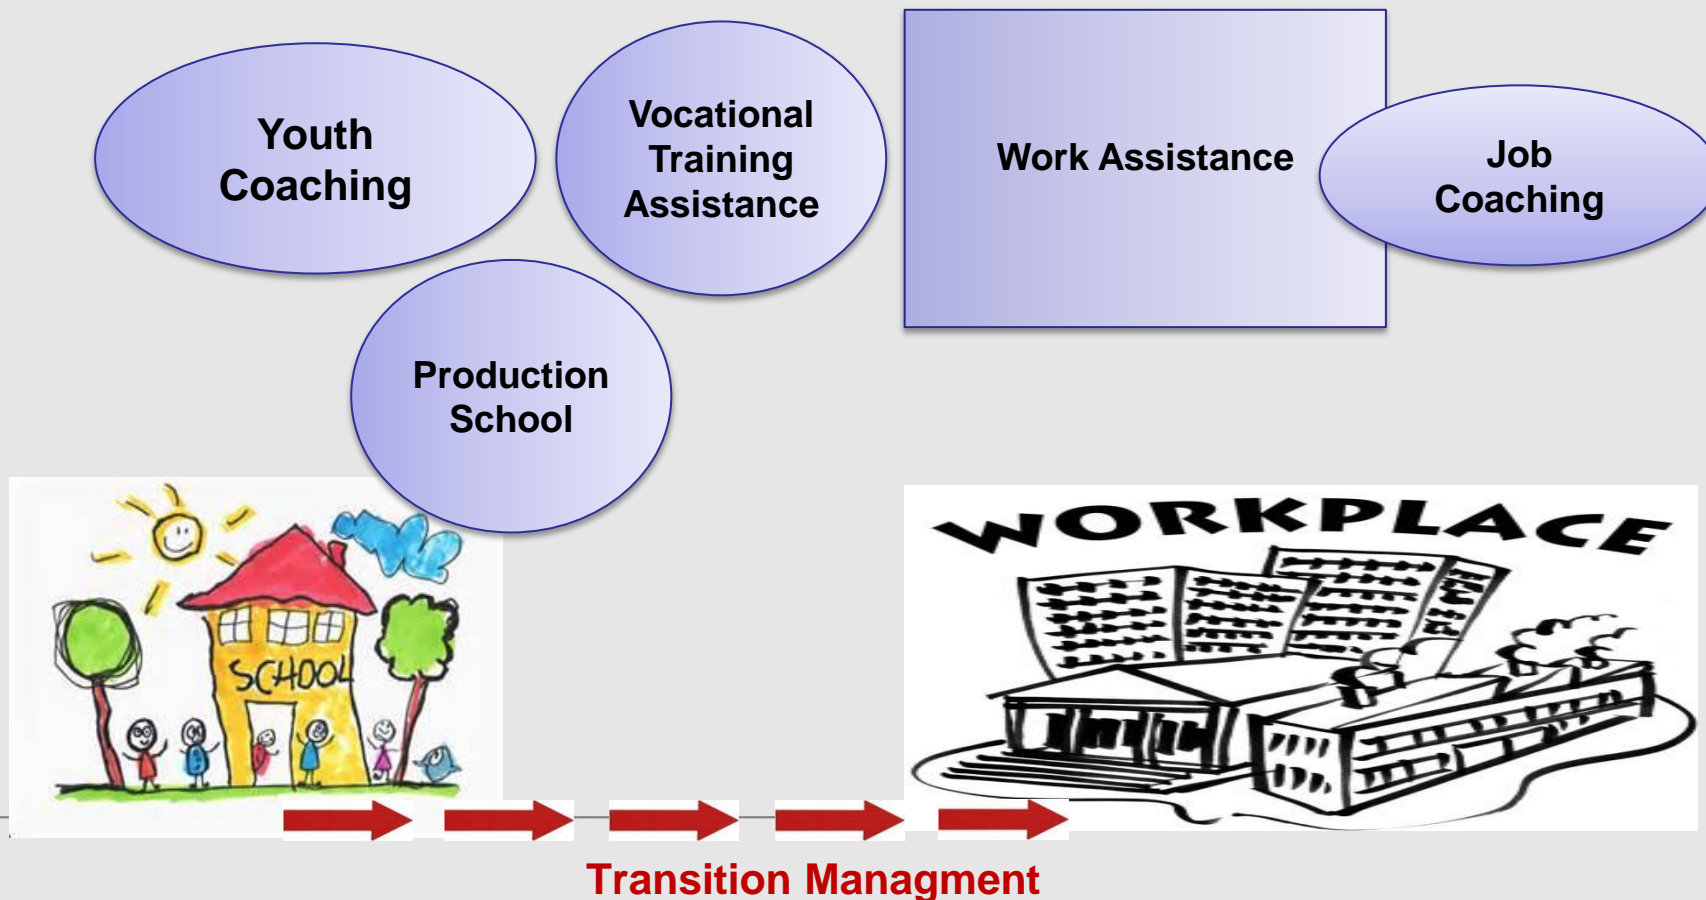 Youth
Coaching
Vocational
Training
Assistance
Work Assistance
Job
Coaching
Production
School
SCHOOL
WORKPLACE
Transition Managment